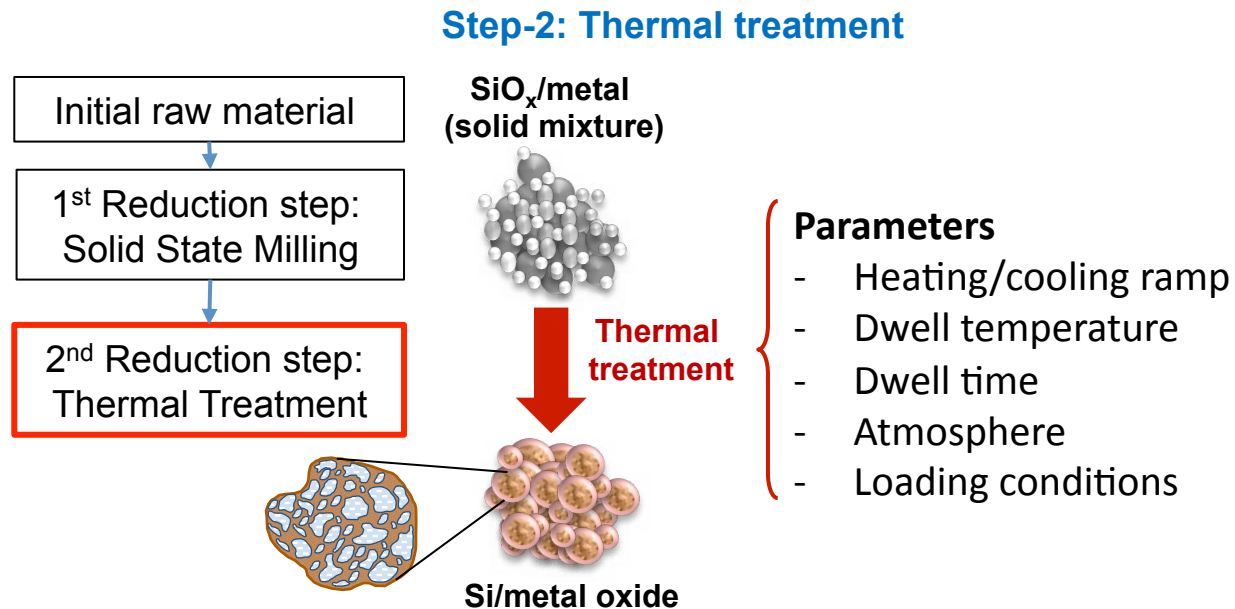 Step-2: Thermal treatment
Initial raw material
1st Reduction step:
Solid State Milling
2nd Reduction step:
Thermal Treatment
SiOx/metal
(solid mixture)
Thermal
treatment
Si/metal oxide
Parameters
- Heating/cooling ramp
- Dwell temperature
- Dwell time
- Atmosphere
- Loading conditions